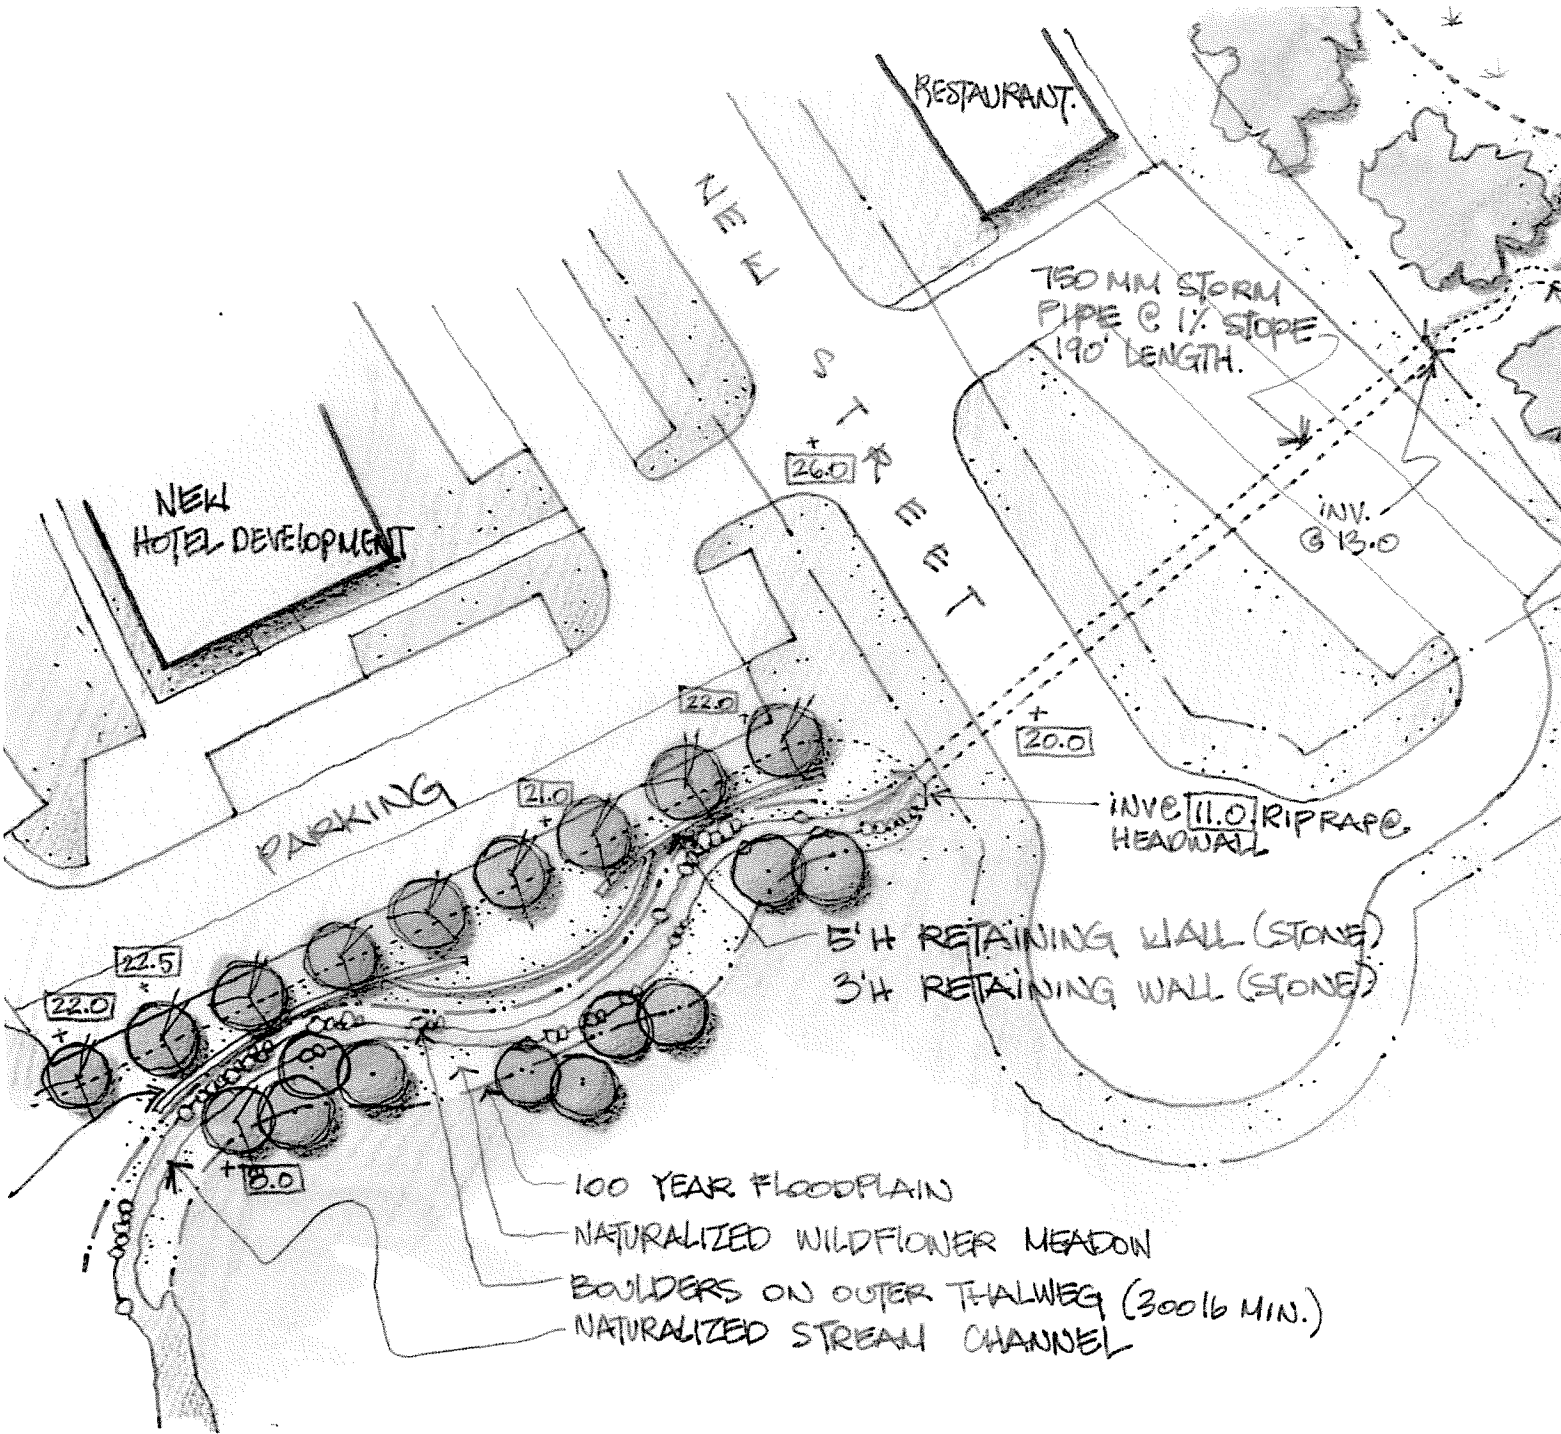 RESTAURANT.
NEW STREET
750 MM STORM
PIPE @ 1% SLOPE
190' LENGTH.
26.0
INV.
@ 13.0
NEW
HOTEL DEVELOPMENT
22.0
20.0
21.0
PARKING
INV@ 11.0 RIPRAP@
HEADWALL
5'H RETAINING WALL (STONE)
3'H RETAINING WALL (STONE)
22.5
22.0
8.0
100 YEAR FLOODPLAIN
NATURALIZED WILDFLOWER MEADOW
BOULDERS ON OUTER THALWEG (300lb MIN.)
NATURALIZED STREAM CHANNEL